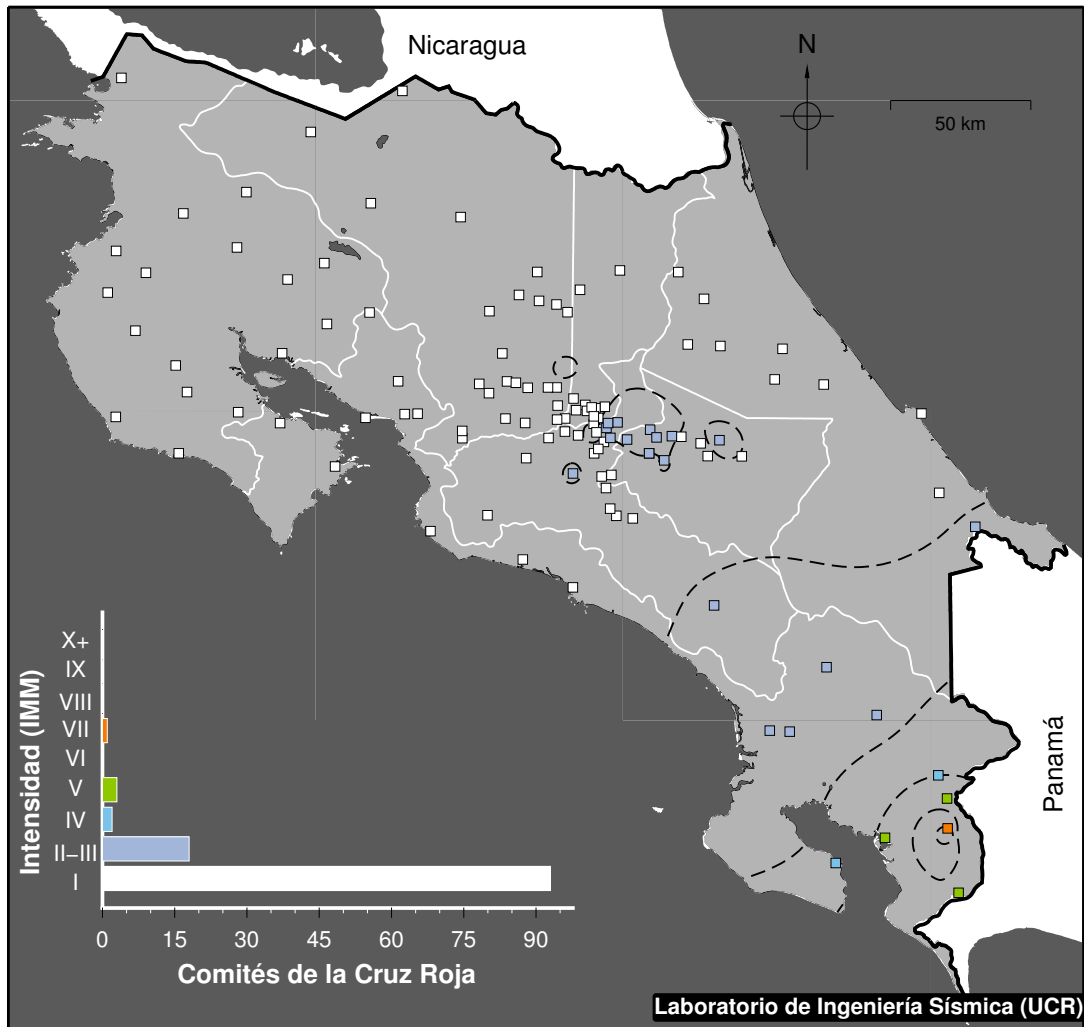 Nicaragua
N
50 km
Panamá
Intensidad (IMM)
X+
IX
VIII
VII
VI
V
IV
II−III
I
0 15 30 45 60 75 90
Comités de la Cruz Roja
Laboratorio de Ingeniería Sísmica (UCR)